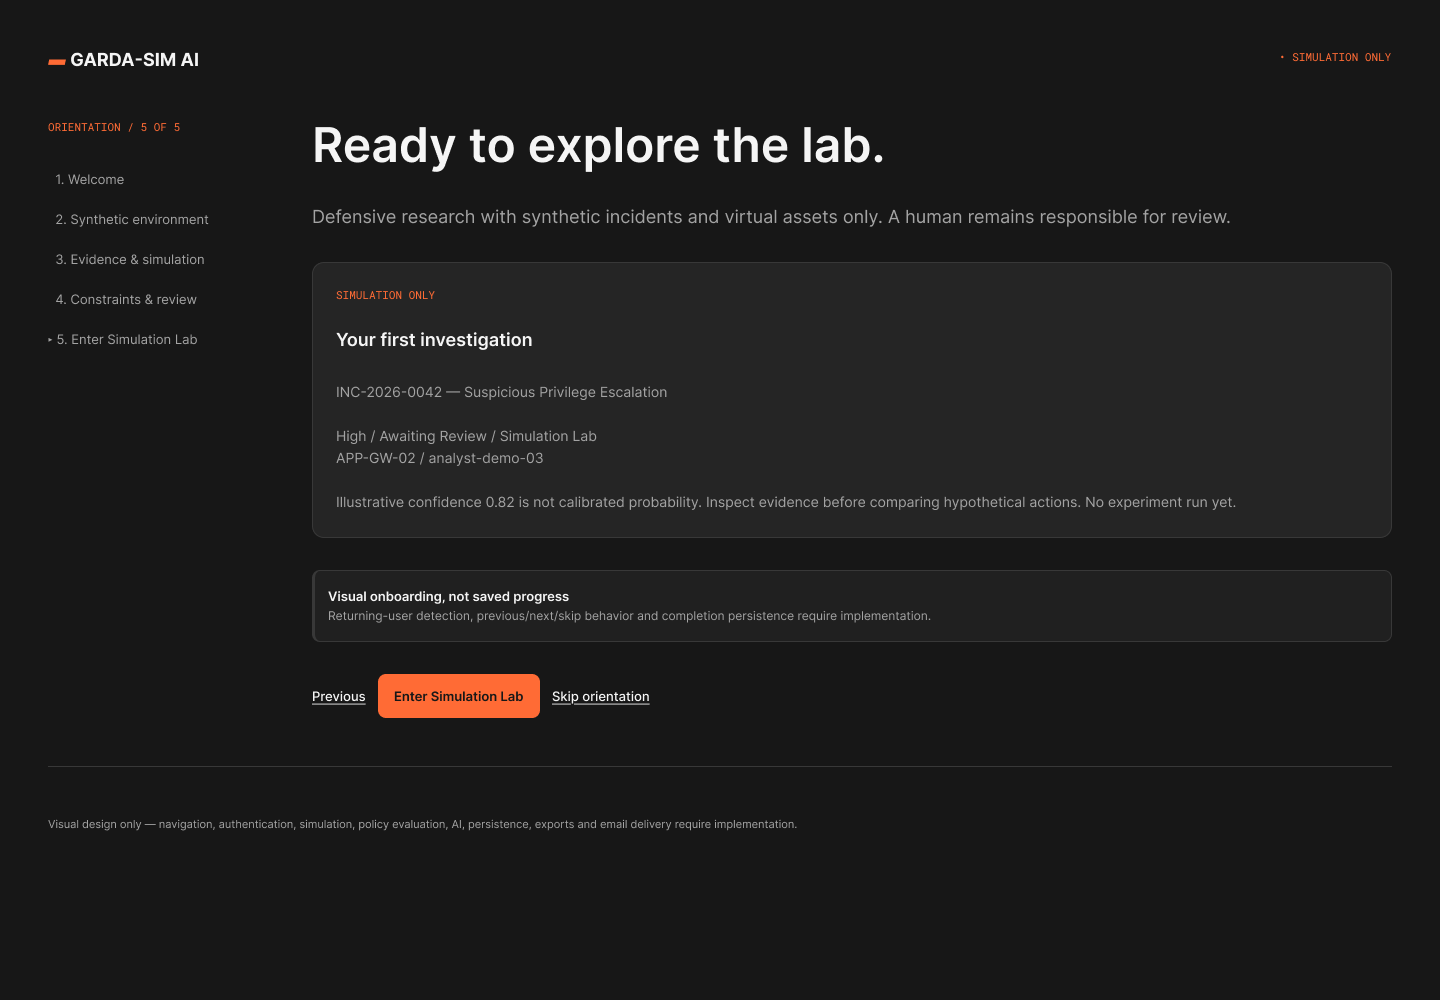 GARDA-SIM AI
• SIMULATION ONLY
ORIENTATION / 5 OF 5
1. Welcome
2. Synthetic environment
3. Evidence & simulation
4. Constraints & review
▸ 5. Enter Simulation Lab
Ready to explore the lab.
Defensive research with synthetic incidents and virtual assets only. A human remains responsible for review.
SIMULATION ONLY
Your first investigation
INC-2026-0042 — Suspicious Privilege Escalation
High / Awaiting Review / Simulation Lab
APP-GW-02 / analyst-demo-03
Illustrative confidence 0.82 is not calibrated probability. Inspect evidence before comparing hypothetical actions. No experiment run yet.
Visual onboarding, not saved progress
Returning-user detection, previous/next/skip behavior and completion persistence require implementation.
Previous
Enter Simulation Lab
Skip orientation
Visual design only — navigation, authentication, simulation, policy evaluation, AI, persistence, exports and email delivery require implementation.